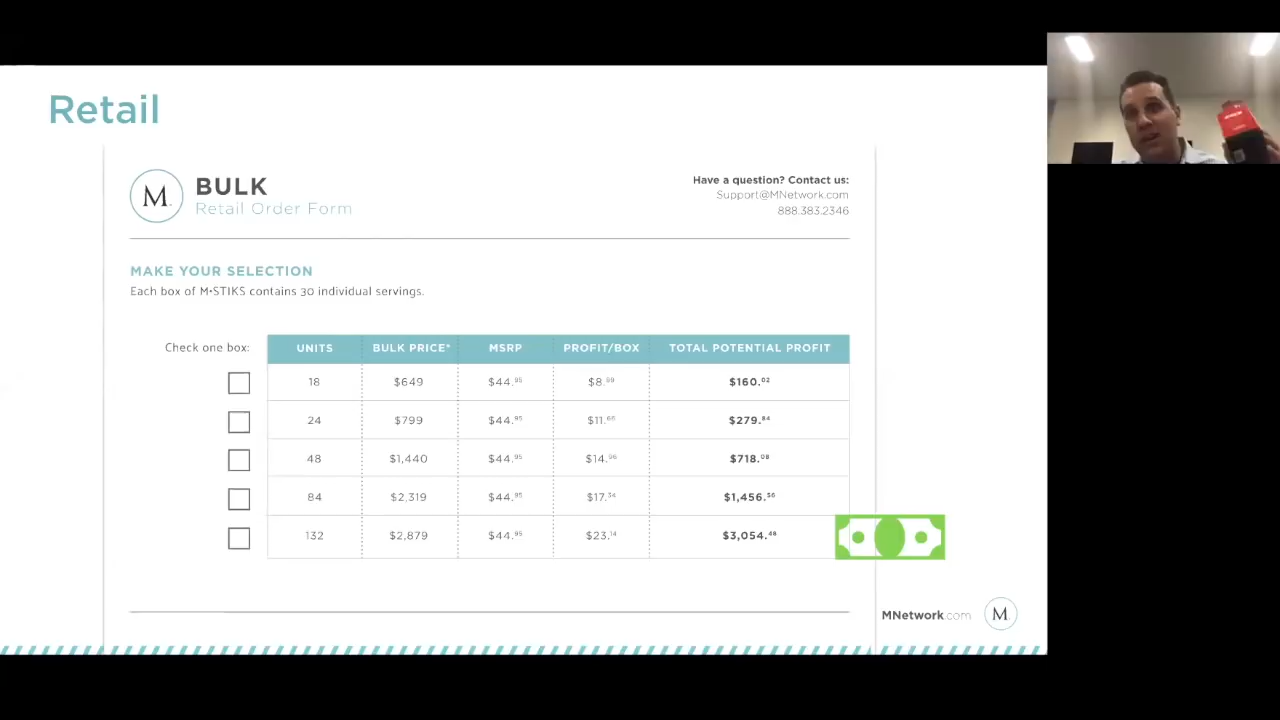 Retail
M.
BULK
Retail Order Form
Have a question? Contact us:
Support@MNetwork.com
888.383.2346
MAKE YOUR SELECTION
Each box of M•STIKS contains 30 individual servings.
Check one box:
UNITS BULK PRICE* MSRP PROFIT/BOX TOTAL POTENTIAL PROFIT
18 $649 $44.95 $8.89 $160.02
24 $799 $44.95 $11.66 $279.84
48 $1,440 $44.95 $14.96 $718.08
84 $2,319 $44.95 $17.34 $1,456.56
132 $2,879 $44.95 $23.14 $3,054.48
MNetwork.com M.